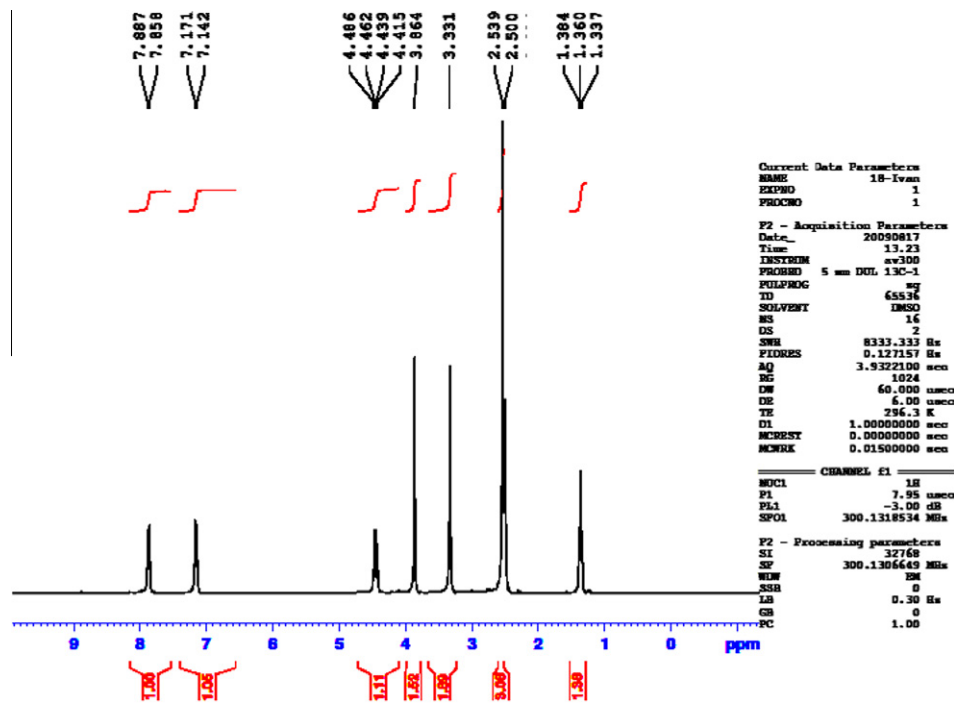 7.887
7.858
7.171
7.142
4.486
4.462
4.439
4.415
3.864
3.331
2.539
2.500
1.384
1.360
1.337
Current Data Parameters
NAME 18-Ivan
EXPNO 1
PROCNO 1
F2 - Acquisition Parameters
Date_ 20090817
Time 13.23
INSTRUM av300
PROBHD 5 mm DUL 13C-1
PULPROG zg
TD 65536
SOLVENT DMSO
NS 16
DS 2
SWH 8333.333 Hz
FIDRES 0.127157 Hz
AQ 3.9322100 sec
RG 1024
DW 60.000 usec
DE 6.00 usec
TE 296.3 K
D1 1.00000000 sec
MCREST 0.00000000 sec
MCWRK 0.01500000 sec
CHANNEL f1
NUC1 1H
P1 7.95 usec
PL1 -3.00 dB
SFO1 300.1318534 MHz
F2 - Processing parameters
SI 32768
SF 300.1306649 MHz
WDW EM
SSB 0
LB 0.30 Hz
GB 0
PC 1.00
9 8 7 6 5 4 3 2 1 0 ppm
1.00
1.05
1.11
1.52
1.69
3.06
1.38